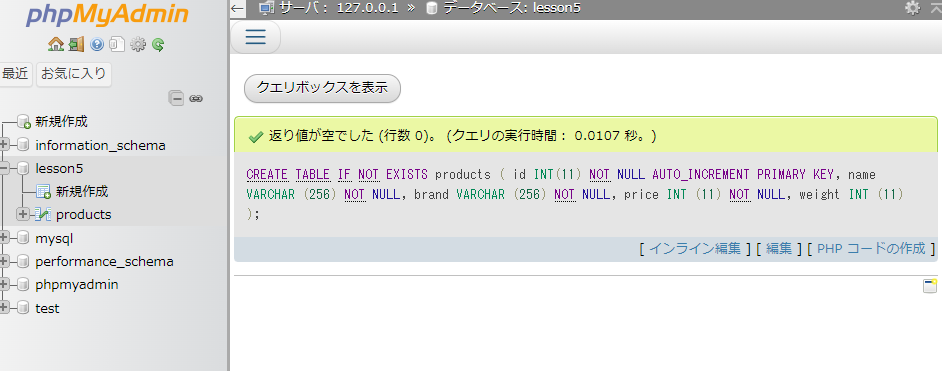 phpMyAdmin
最近 お気に入り
新規作成
information_schema
lesson5
新規作成
products
mysql
performance_schema
phpmyadmin
test
サーバ: 127.0.0.1 » データベース: lesson5
クエリボックスを表示
返り値が空でした (行数 0)。 (クエリの実行時間: 0.0107 秒。)
CREATE TABLE IF NOT EXISTS products ( id INT(11) NOT NULL AUTO_INCREMENT PRIMARY KEY, name
VARCHAR (256) NOT NULL, brand VARCHAR (256) NOT NULL, price INT (11) NOT NULL, weight INT (11)
);
[ インライン編集 ] [ 編集 ] [ PHP コードの作成 ]